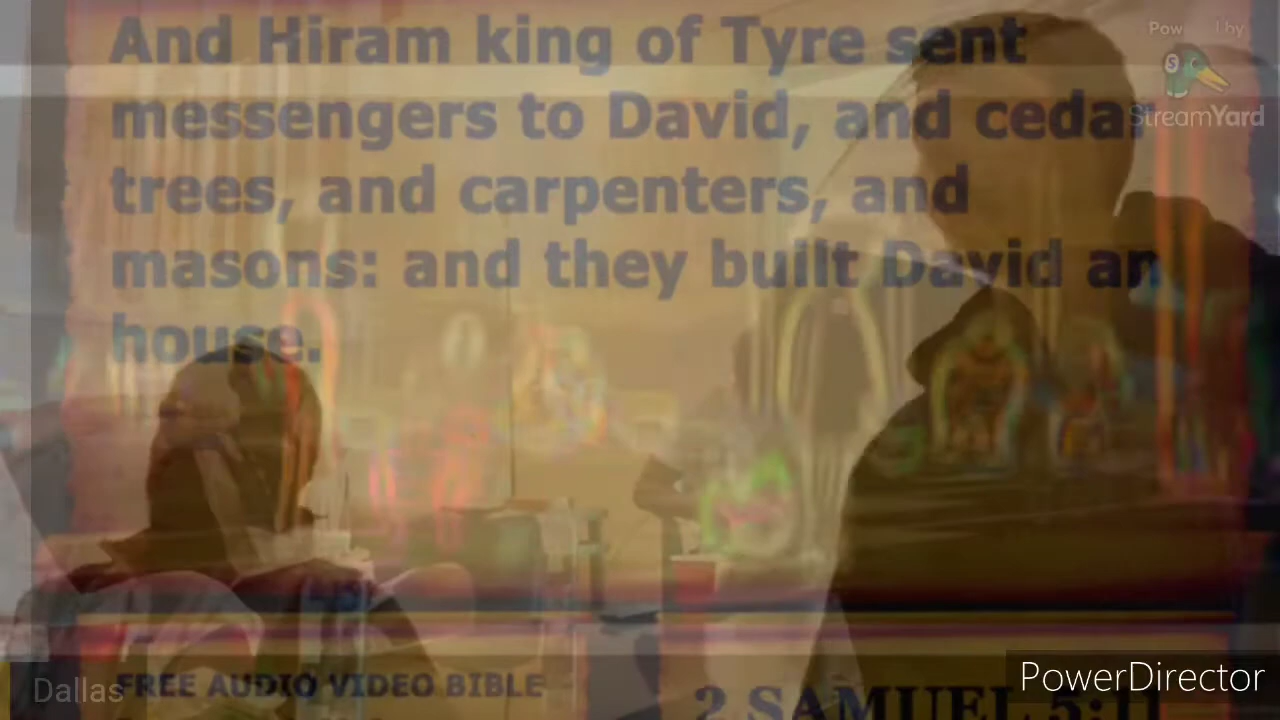 And Hiram king of Tyre sent
messengers to David, and cedar
trees, and carpenters, and
masons: and they built David an
house.
Powered by
StreamYard
Dallas
FREE AUDIO VIDEO BIBLE
2 SAMUEL 5:11
PowerDirector